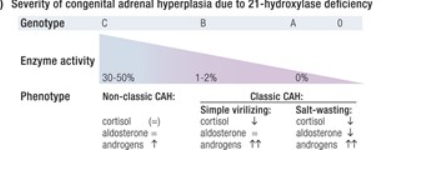 ) Severity of congenital adrenal hyperplasia due to 21-hydroxylase deficiency
Genotype C B A 0
Enzyme activity
30-50% 1-2% 0%
Phenotype Non-classic CAH: Classic CAH:
Simple virilizing: Salt-wasting:
cortisol (=) cortisol ↓ cortisol ↓
aldosterone = aldosterone = aldosterone ↓
androgens ↑ androgens ↑↑ androgens ↑↑